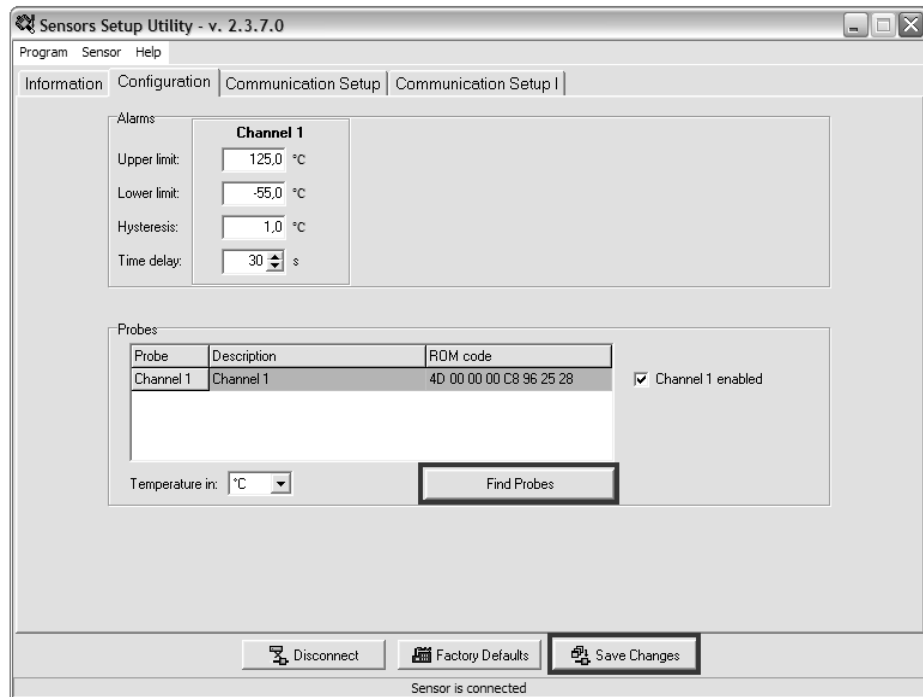 Sensors Setup Utility - v. 2.3.7.0
Program Sensor Help
Information Configuration Communication Setup Communication Setup I
Alarms
Channel 1
Upper limit: 125,0 °C
Lower limit: -55,0 °C
Hysteresis: 1,0 °C
Time delay: 30 s
Probes
Probe Description ROM code
Channel 1 Channel 1 4D 00 00 00 C8 96 25 28 Channel 1 enabled
Temperature in: °C Find Probes
Disconnect Factory Defaults Save Changes
Sensor is connected